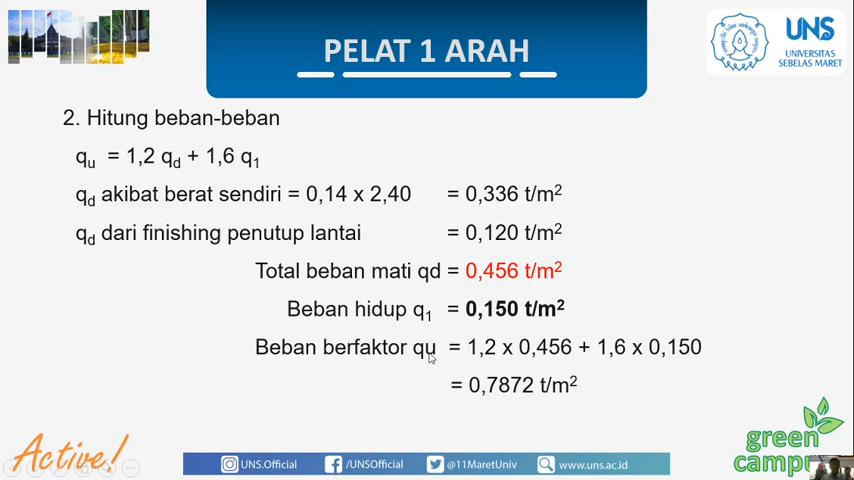 PELAT 1 ARAH
UNS
UNIVERSITAS
SEBELAS MARET
2. Hitung beban-beban
qu = 1,2 qd + 1,6 q1
qd akibat berat sendiri = 0,14 x 2,40 = 0,336 t/m²
qd dari finishing penutup lantai = 0,120 t/m²
Total beban mati qd = 0,456 t/m²
Beban hidup q1 = 0,150 t/m²
Beban berfaktor qu = 1,2 x 0,456 + 1,6 x 0,150
= 0,7872 t/m²
Active!
UNS.Official
/UNSOfficial
@11MaretUniv
www.uns.ac.id
green